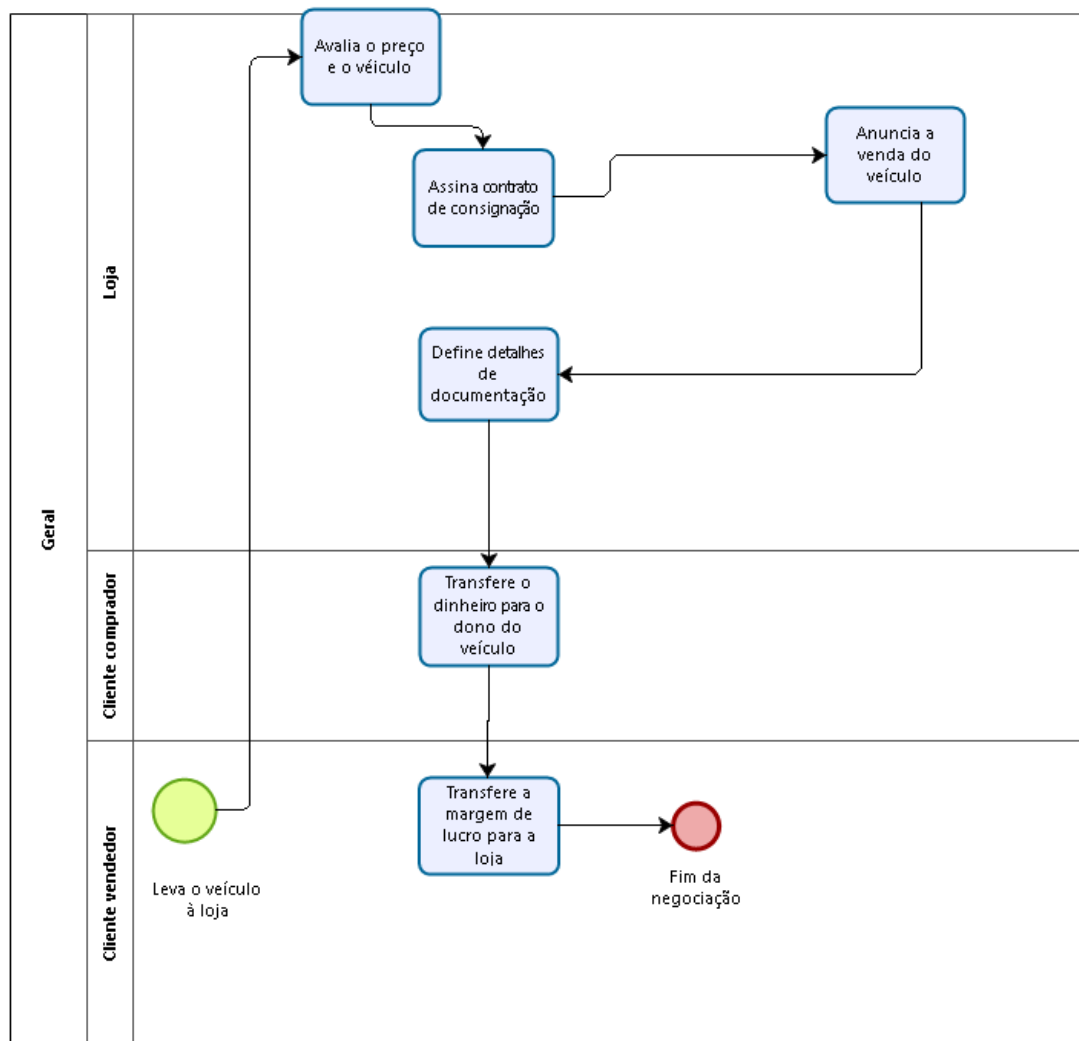 Geral
Loja
Avalia o preço
e o véiculo
Assina contrato
de consignação
Anuncia a
venda do
veículo
Define detalhes
de
documentação
Cliente comprador
Transfere o
dinheiro para o
dono do
veículo
Cliente vendedor
Leva o veículo
à loja
Transfere a
margem de
lucro para a
loja
Fim da
negociação